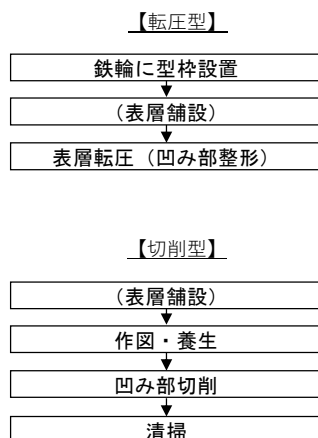 【転圧型】
鉄輪に型枠設置
(表層舗設)
表層転圧（凹み部整形）
【切削型】
(表層舗設)
作図・養生
凹み部切削
清掃